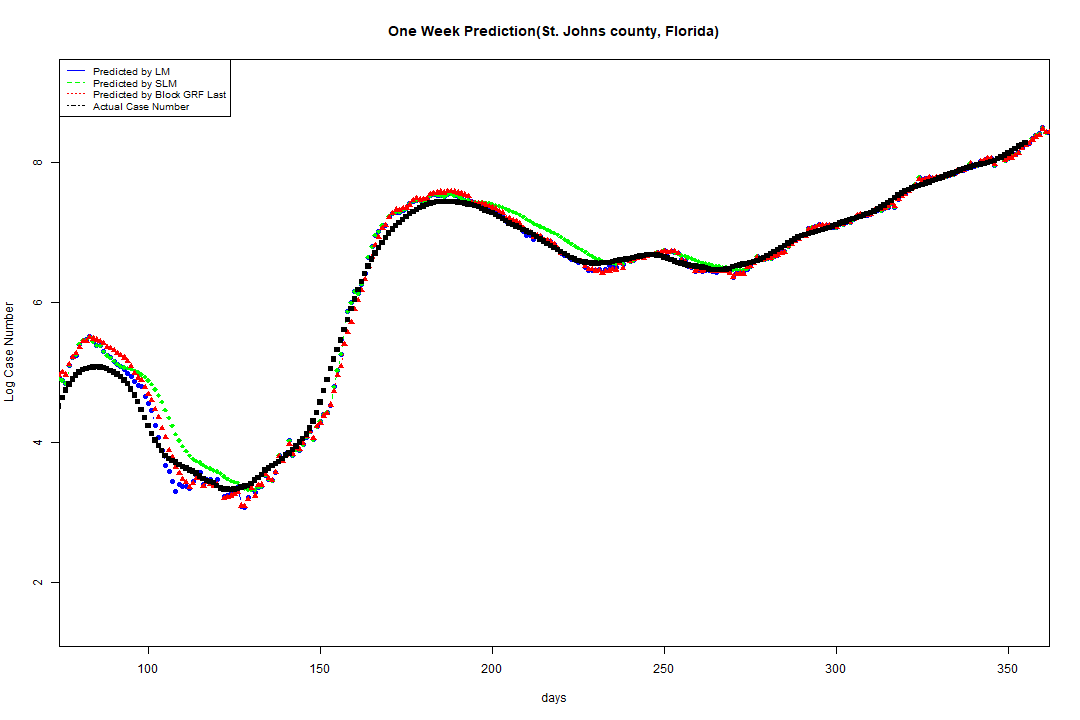 One Week Prediction(St. Johns county, Florida)
Predicted by LM
Predicted by SLM
Predicted by Block GRF Last
Actual Case Number
8
6
4
2
Log Case Number
100 150 200 250 300 350
days